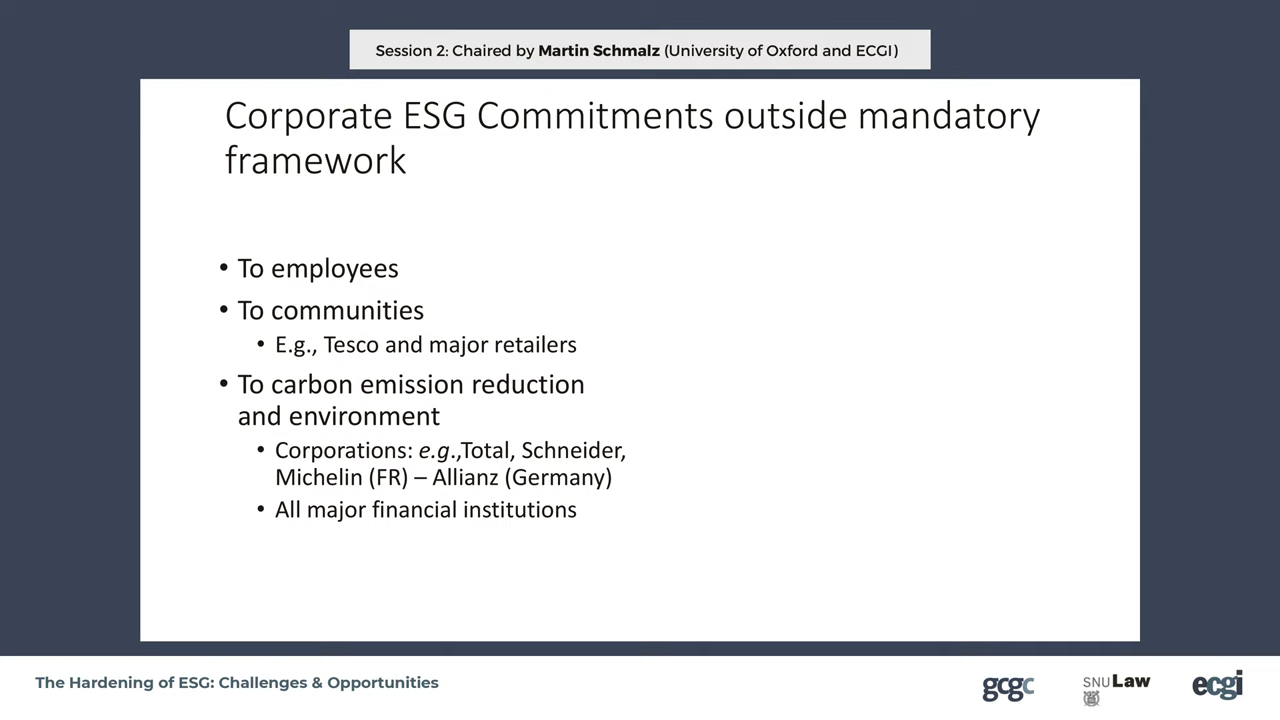 Session 2: Chaired by Martin Schmalz (University of Oxford and ECGI)
Corporate ESG Commitments outside mandatory
framework
• To employees
• To communities
• E.g., Tesco and major retailers
• To carbon emission reduction
and environment
• Corporations: e.g.,Total, Schneider,
Michelin (FR) – Allianz (Germany)
• All major financial institutions
The Hardening of ESG: Challenges & Opportunities
gcgc
SNU Law
ecgi